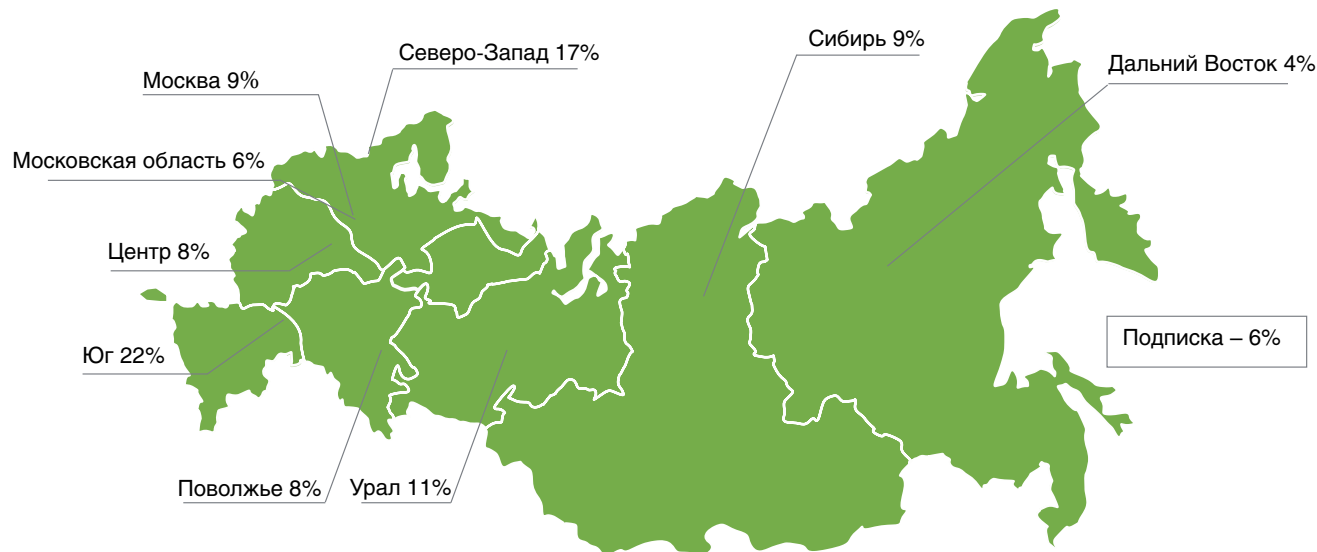 Северо-Запад 17%
Сибирь 9%
Дальний Восток 4%
Москва 9%
Московская область 6%
Центр 8%
Юг 22%
Подписка – 6%
Поволжье 8%
Урал 11%